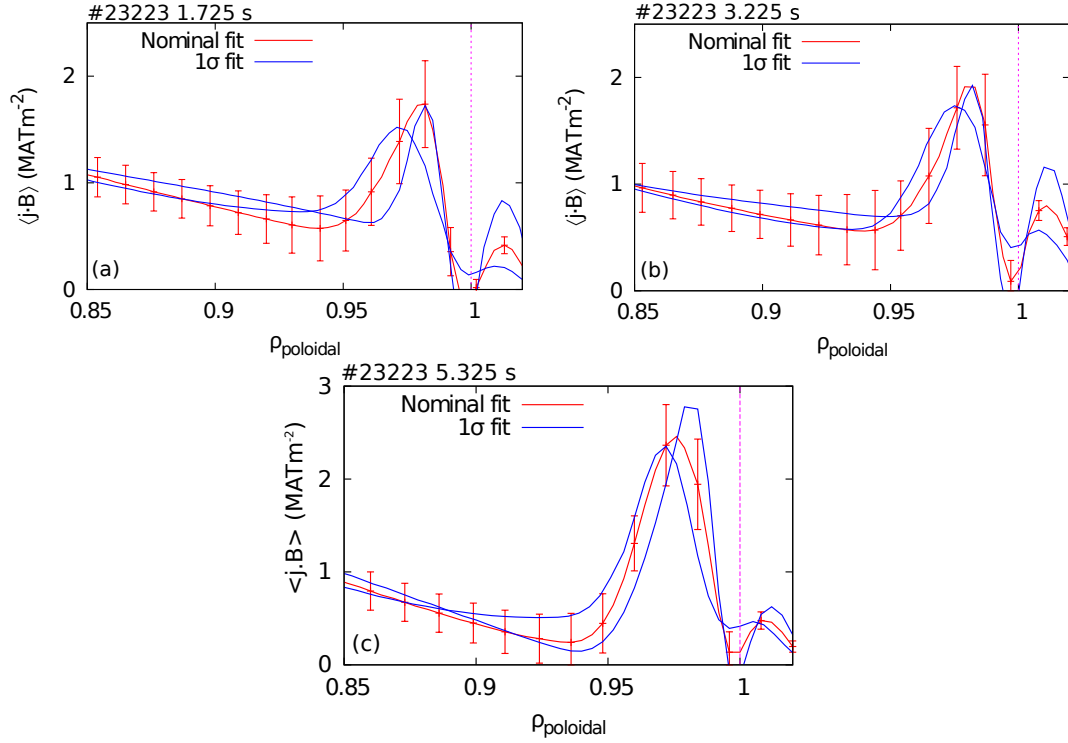 #23223 1.725 s
Nominal fit
1σ fit
⟨j·B⟩ (MATm⁻²)
2
1
0
(a)
0.85 0.9 0.95 1
ρpoloidal
#23223 3.225 s
Nominal fit
1σ fit
⟨j·B⟩ (MATm⁻²)
2
1
0
(b)
0.85 0.9 0.95 1
ρpoloidal
#23223 5.325 s
Nominal fit
1σ fit
<j.B> (MATm⁻²)
3
2
1
0
(c)
0.85 0.9 0.95 1
ρpoloidal